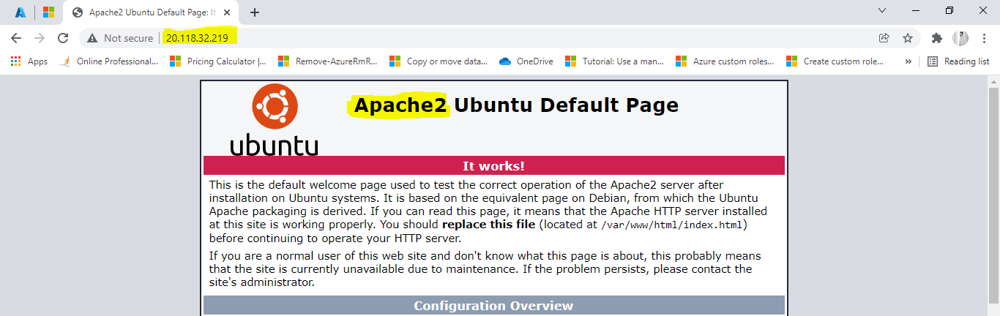 Apache2 Ubuntu Default Page: It
Not secure 20.118.32.219
Apps Online Professional... Pricing Calculator |... Remove-AzureRmR... Copy or move data... OneDrive Tutorial: Use a man... Azure custom roles... Create custom role... » Reading list
ubuntu
Apache2 Ubuntu Default Page
It works!
This is the default welcome page used to test the correct operation of the Apache2 server after
installation on Ubuntu systems. It is based on the equivalent page on Debian, from which the Ubuntu
Apache packaging is derived. If you can read this page, it means that the Apache HTTP server installed
at this site is working properly. You should replace this file (located at /var/www/html/index.html)
before continuing to operate your HTTP server.
If you are a normal user of this web site and don't know what this page is about, this probably means
that the site is currently unavailable due to maintenance. If the problem persists, please contact the
site's administrator.
Configuration Overview